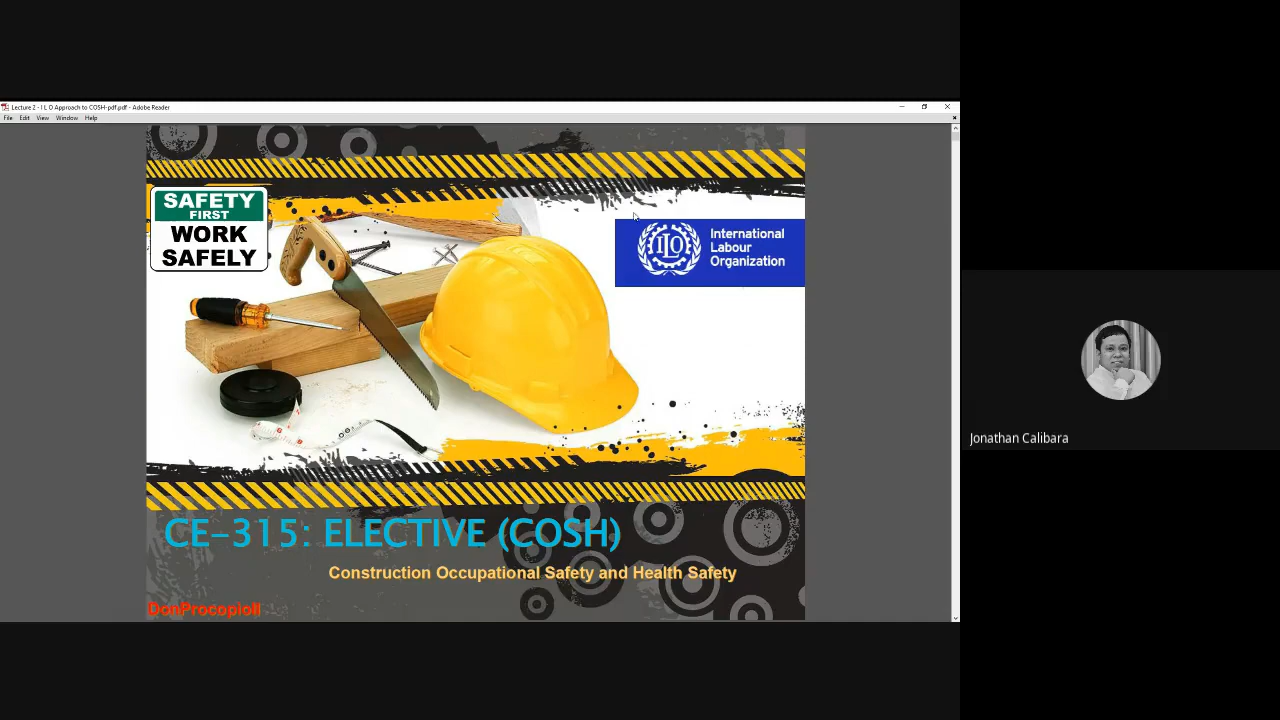 Lecture 2 - I L O Approach to COSH-pdf.pdf - Adobe Reader
File Edit View Window Help
SAFETY
FIRST
WORK
SAFELY
ILO
International
Labour
Organization
CE-315: ELECTIVE (COSH)
Construction Occupational Safety and Health Safety
DonProcopioII
Jonathan Calibara